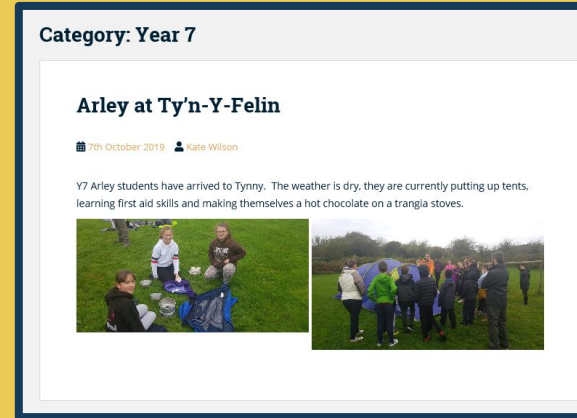 Category: Year 7
Arley at Ty’n-Y-Felin
7th October 2019 Kate Wilson
Y7 Arley students have arrived to Tynny. The weather is dry, they are currently putting up tents,
learning first aid skills and making themselves a hot chocolate on a trangia stoves.